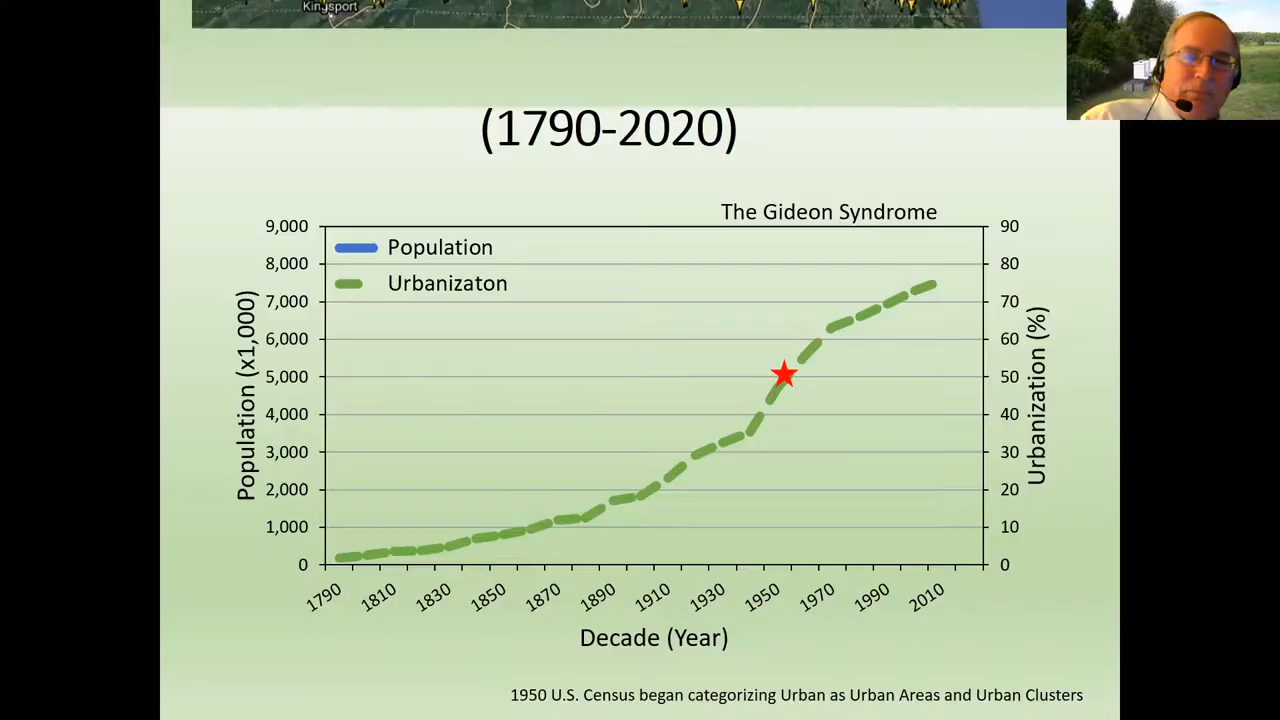 Kingsport
(1790-2020)
The Gideon Syndrome
Population
Urbanizaton
9,000
8,000
7,000
6,000
5,000
4,000
3,000
2,000
1,000
0
Population (x1,000)
90
80
70
60
50
40
30
20
10
0
Urbanization (%)
1790 1810 1830 1850 1870 1890 1910 1930 1950 1970 1990 2010
Decade (Year)
1950 U.S. Census began categorizing Urban as Urban Areas and Urban Clusters